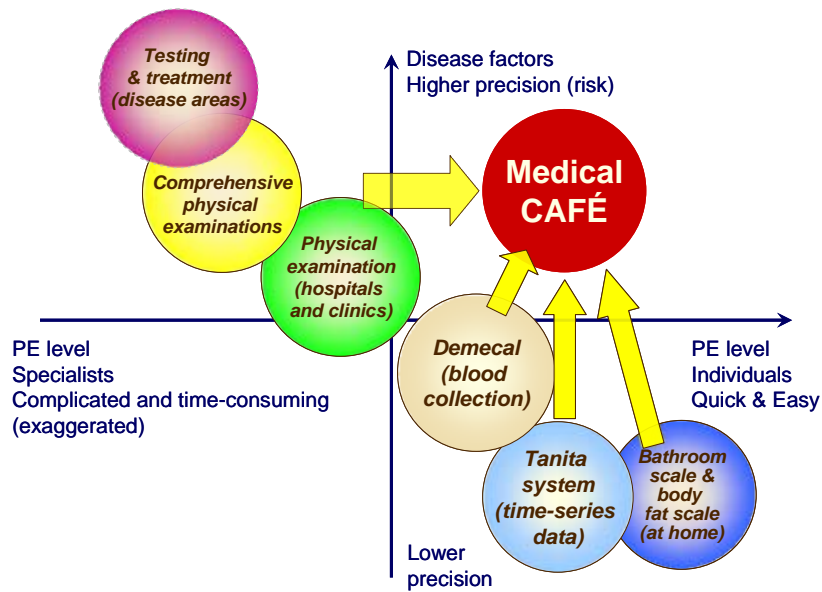 Testing
& treatment
(disease areas)
Disease factors
Higher precision (risk)
Comprehensive
physical
examinations
Medical
CAFÉ
Physical
examination
(hospitals
and clinics)
PE level
Specialists
Complicated and time-consuming
(exaggerated)
Demecal
(blood
collection)
PE level
Individuals
Quick & Easy
Tanita
system
(time-series
data)
Bathroom
scale &
body
fat scale
(at home)
Lower
precision